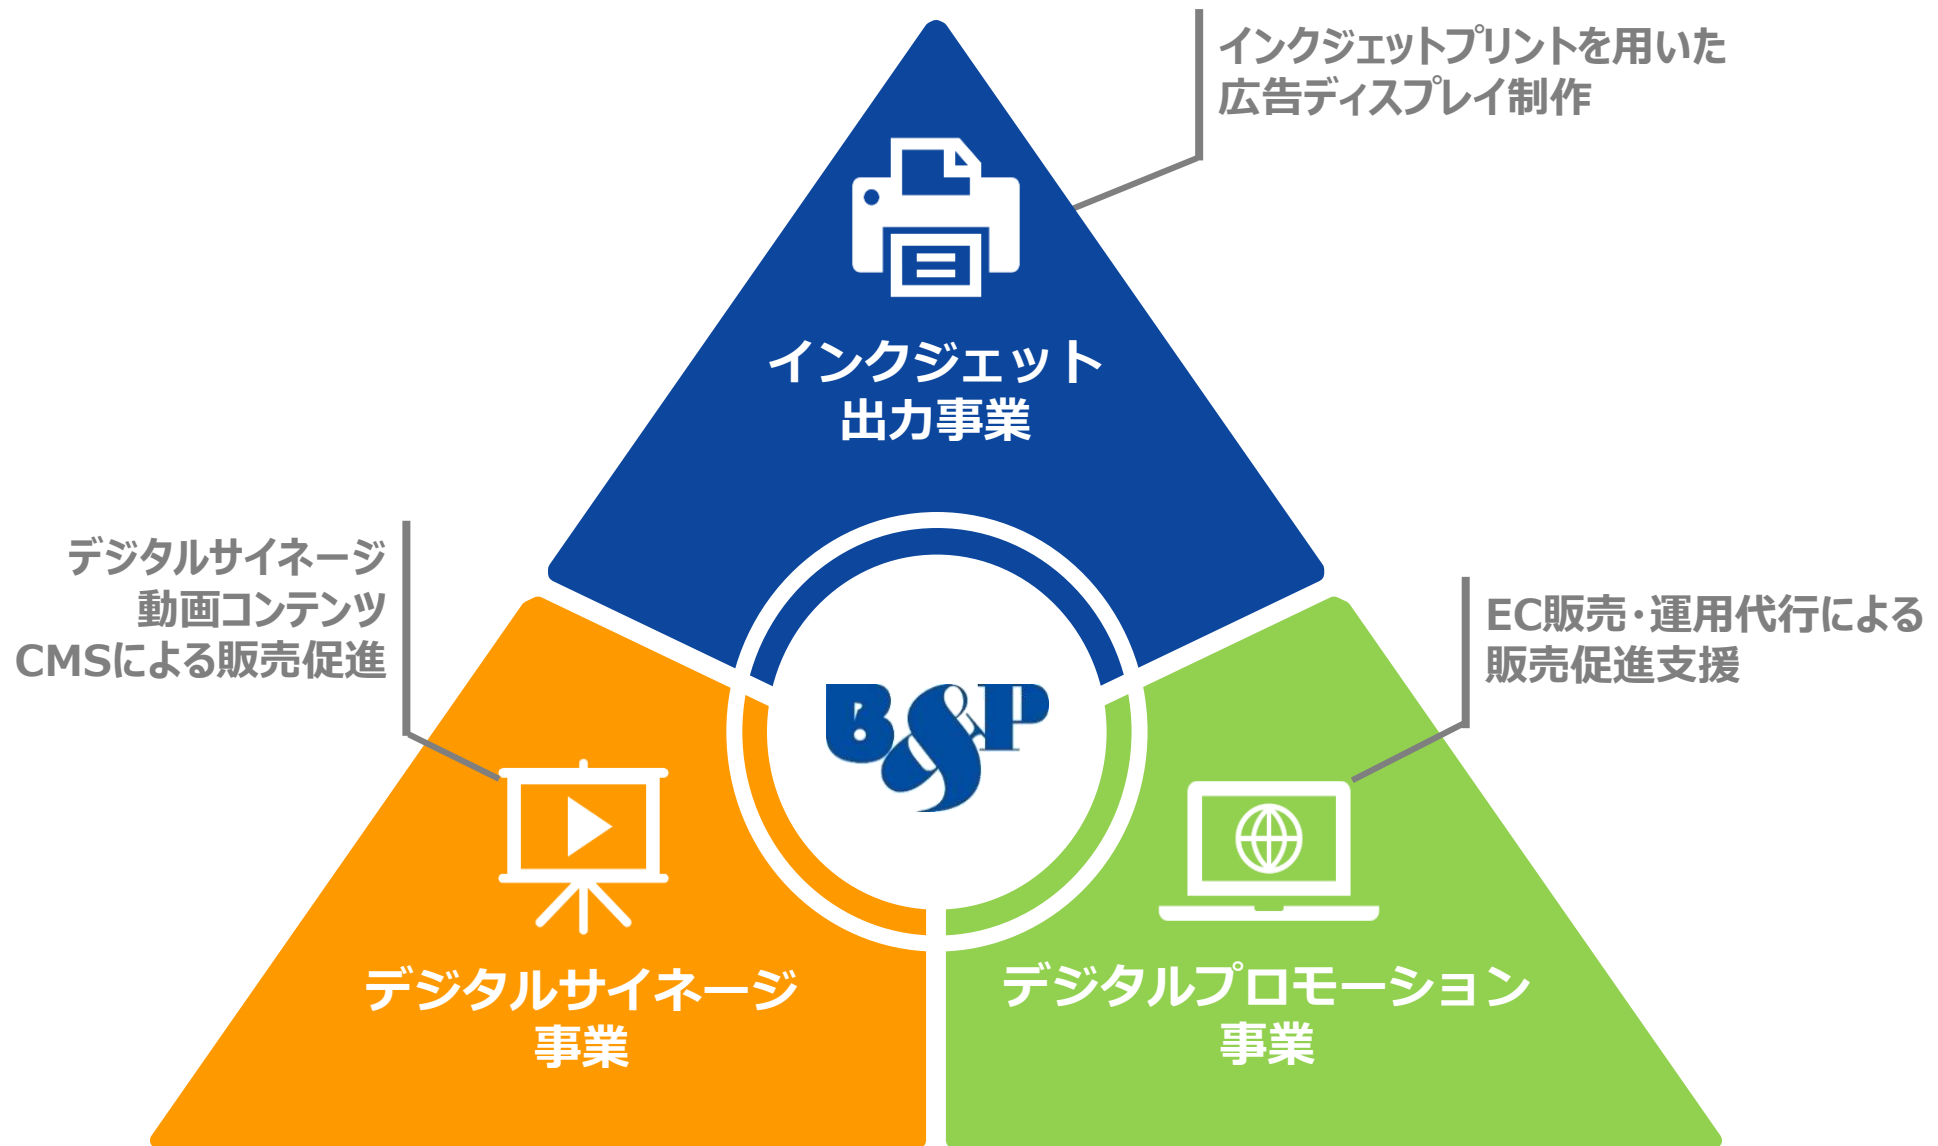 インクジェットプリントを用いた
広告ディスプレイ制作
インクジェット
出力事業
デジタルサイネージ
動画コンテンツ
CMSによる販売促進
EC販売・運用代行による
販売促進支援
B&P
デジタルサイネージ
事業
デジタルプロモーション
事業